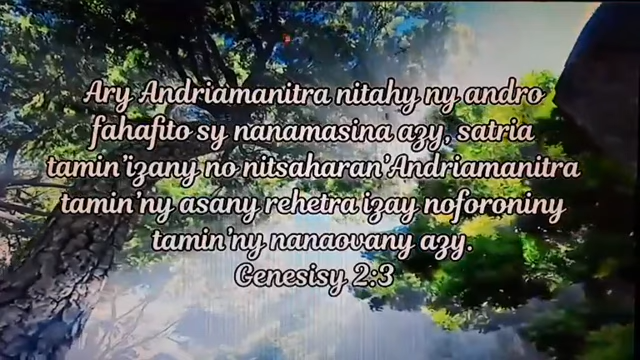 Ary Andriamanitra nitahy ny andro
fahafito sy nanamasina azy, satria
tamin'izany no nitsaharan'Andriamanitra
tamin'ny asany rehetra izay noforoniny
tamin'ny nanaovany azy.
Genesisy 2:3